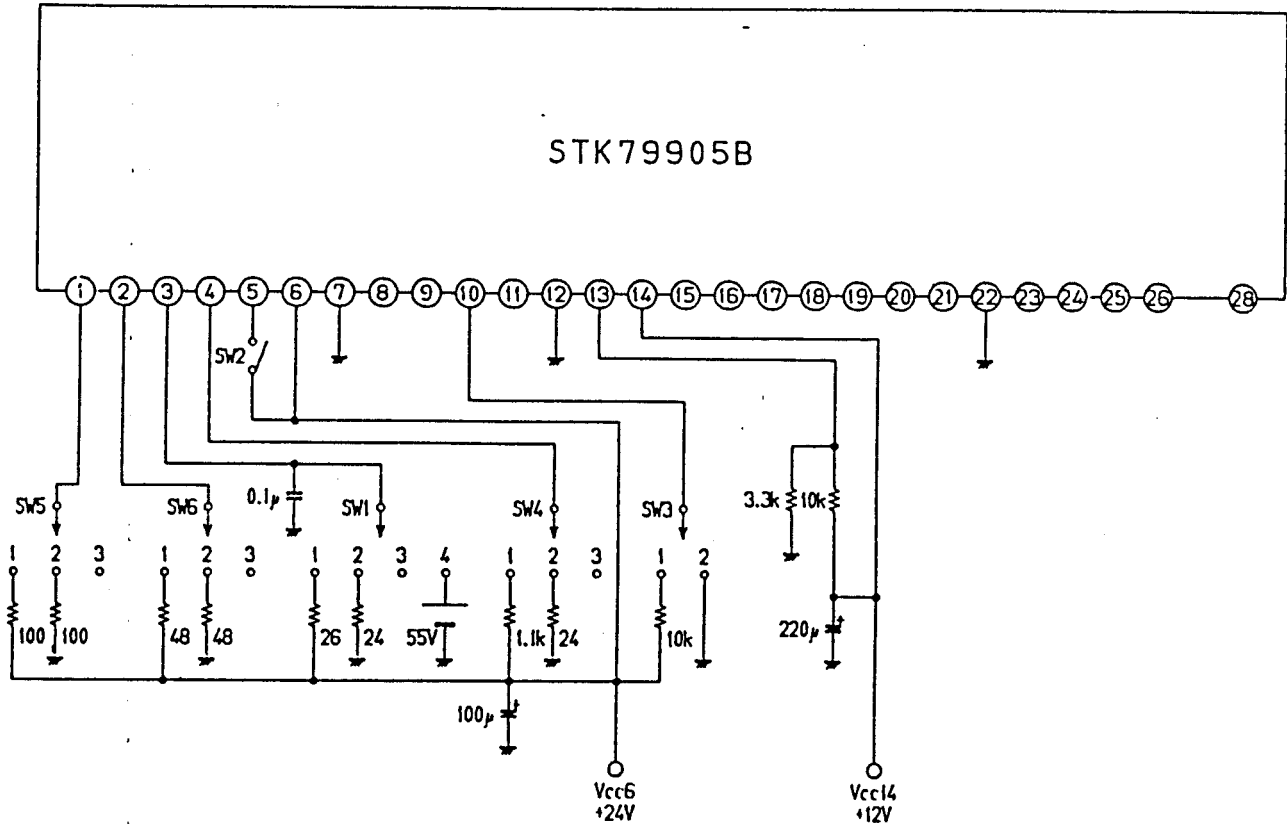 STK79905B
1 2 3 4 5 6 7 8 9 10 11 12 13 14 15 16 17 18 19 20 21 22 23 24 25 26 28
SW2
SW5 SW6 0.1μ SW1 SW4 SW3 3.3k 10k
1 2 3 1 2 3 1 2 3 4 1 2 3 1 2
100 100 48 48 26 24 55V 1.1k 24 10k 220μ +
100μ +
Vcc6 Vcc14
+24V +12V